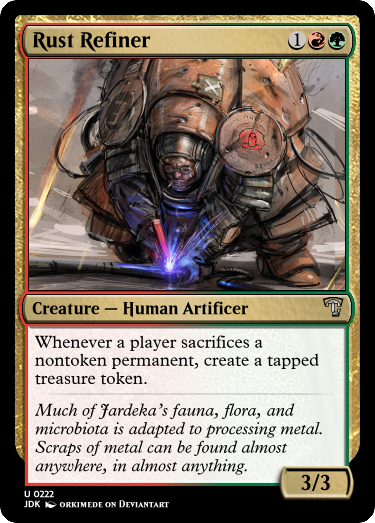 Rust Refiner 1
Creature — Human Artificer
Whenever a player sacrifices a
nontoken permanent, create a tapped
treasure token.
Much of Jardeka's fauna, flora, and
microbiota is adapted to processing metal.
Scraps of metal can be found almost
anywhere, in almost anything.
3/3
U 0222
JDK orkimede on Deviantart